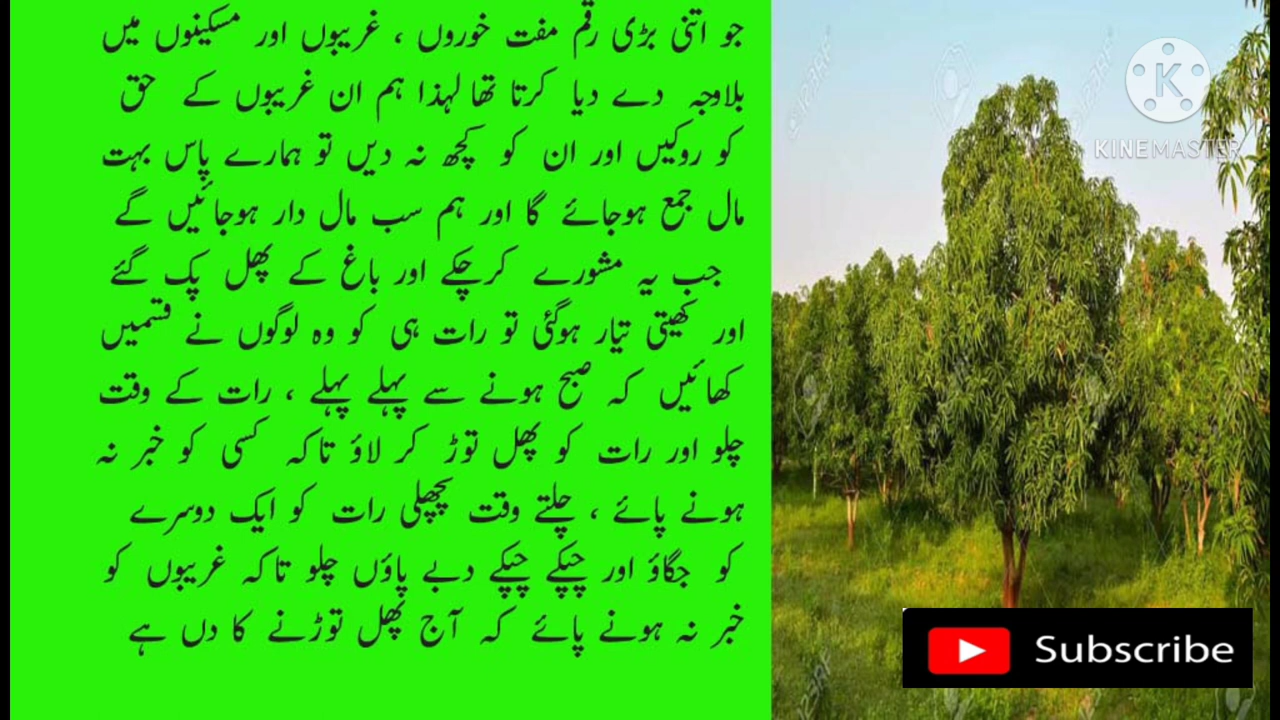 جو اتنی بڑی رقم مفت خوروں ، غریبوں اور مسکینوں میں
بلاوجہ دے دیا کرتا تھا لہذا ہم ان غریبوں کے حق
کو روکیں اور ان کو کچھ نہ دیں تو ہمارے پاس بہت
مال جمع ہوجائے گا اور ہم سب مال دار ہوجائیں گے
جب یہ مشورے کرچکے اور باغ کے پھل پک گئے
اور کھیتی تیار ہوگئی تو رات ہی کو وہ لوگوں نے قسمیں
کھائیں کہ صبح ہونے سے پہلے پہلے ، رات کے وقت
چلو اور رات کو پھل توڑ کر لاؤ تاکہ کسی کو خبر نہ
ہونے پائے ، چلتے وقت پچھلی رات کو ایک دوسرے
کو جگاؤ اور چپکے چپکے دبے پاؤں چلو تاکہ غریبوں کو
خبر نہ ہونے پائے کہ آج پھل توڑنے کا دں ہے
K
KINEMASTER
Subscribe